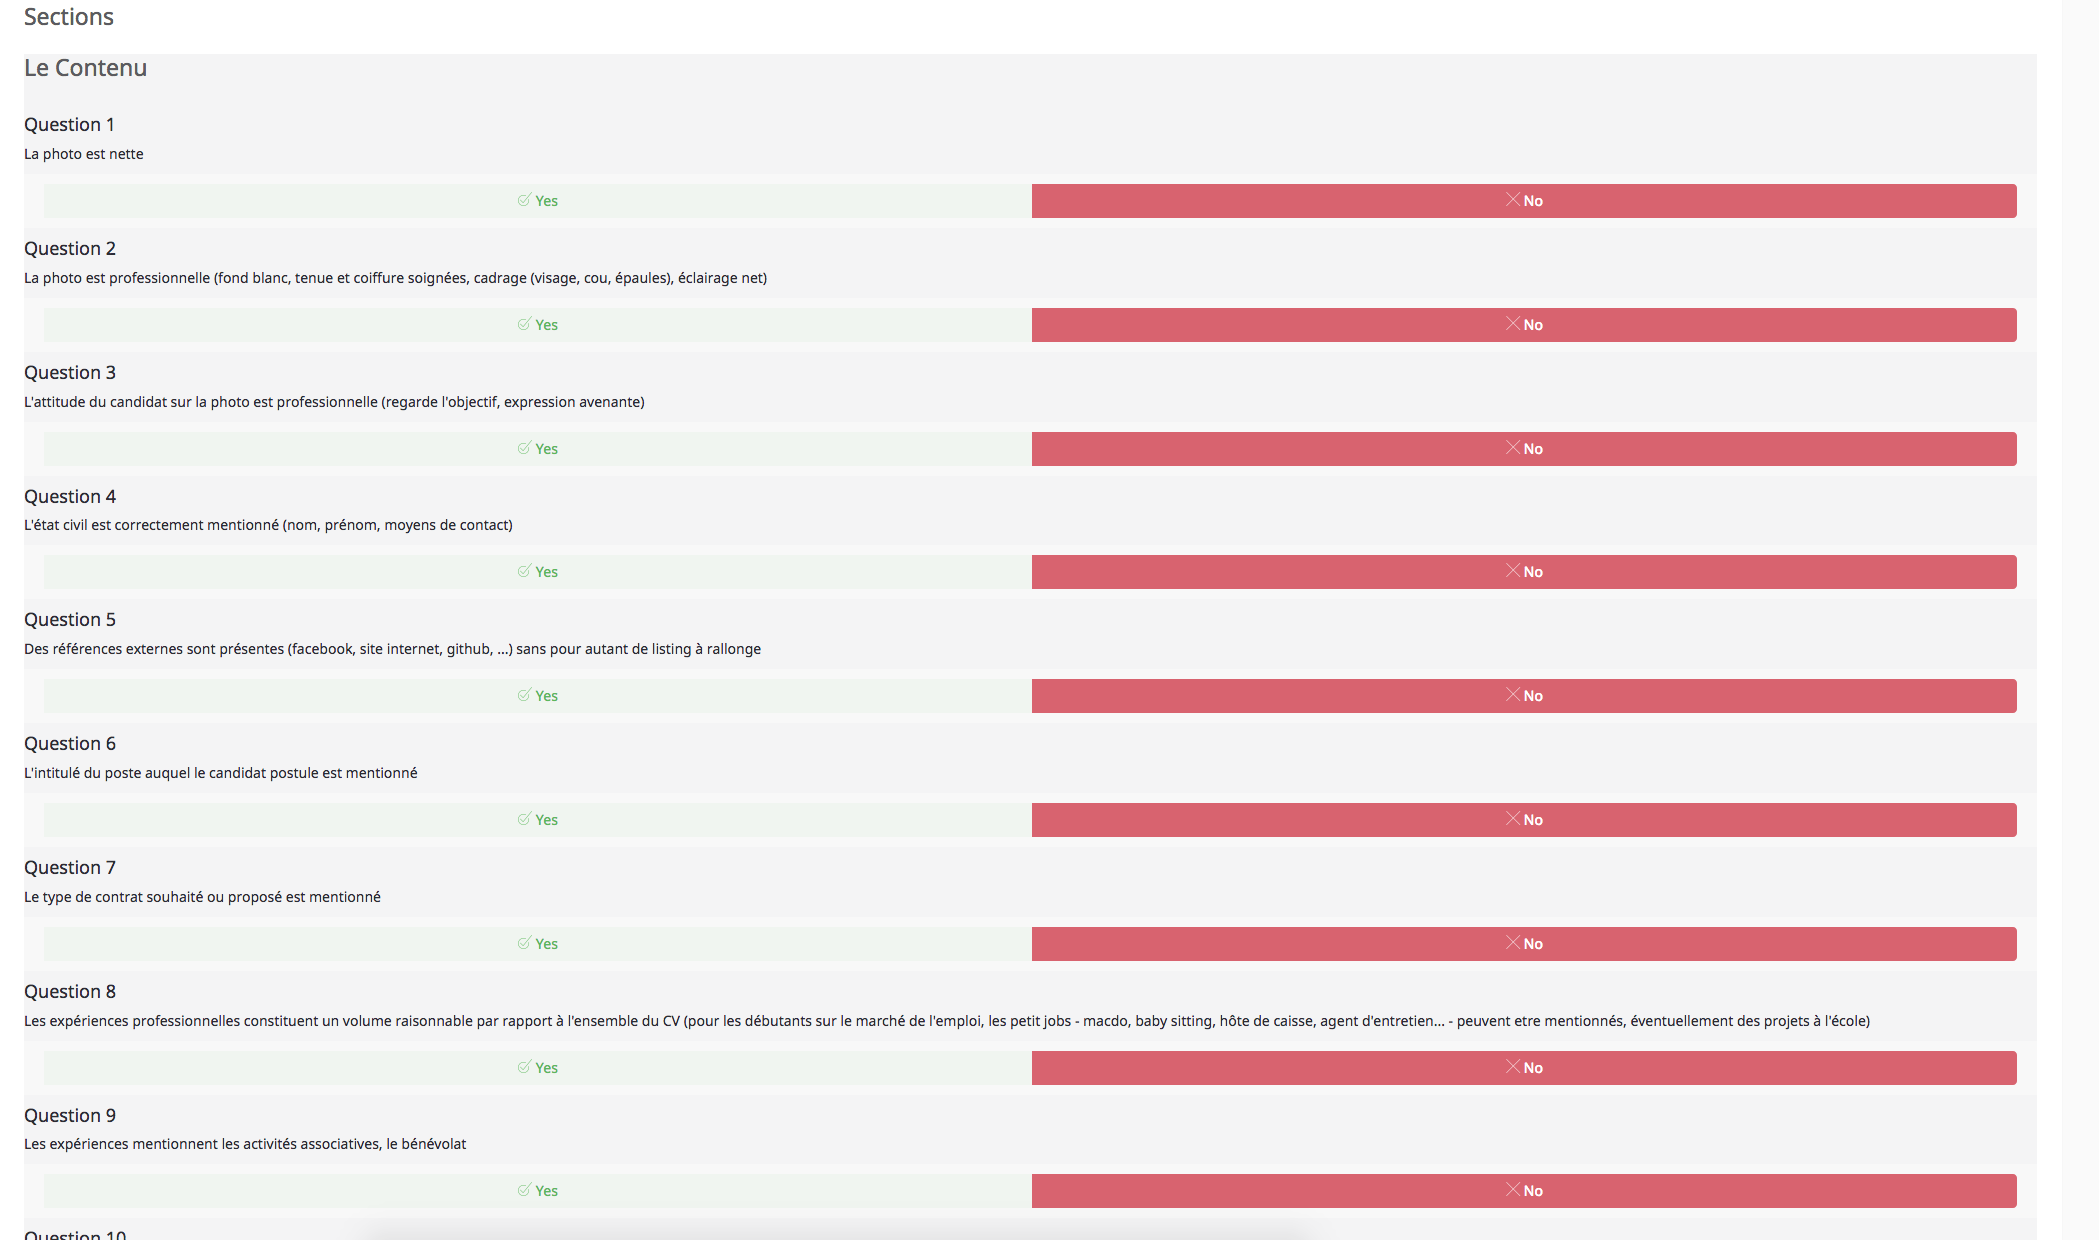 Sections
Le Contenu
Question 1
La photo est nette
Yes
No
Question 2
La photo est professionnelle (fond blanc, tenue et coiffure soignées, cadrage (visage, cou, épaules), éclairage net)
Yes
No
Question 3
L'attitude du candidat sur la photo est professionnelle (regarde l'objectif, expression avenante)
Yes
No
Question 4
L'état civil est correctement mentionné (nom, prénom, moyens de contact)
Yes
No
Question 5
Des références externes sont présentes (facebook, site internet, github, ...) sans pour autant de listing à rallonge
Yes
No
Question 6
L'intitulé du poste auquel le candidat postule est mentionné
Yes
No
Question 7
Le type de contrat souhaité ou proposé est mentionné
Yes
No
Question 8
Les expériences professionnelles constituent un volume raisonnable par rapport à l'ensemble du CV (pour les débutants sur le marché de l'emploi, les petit jobs - macdo, baby sitting, hôte de caisse, agent d'entretien... - peuvent etre mentionnés, éventuellement des projets à l'école)
Yes
No
Question 9
Les expériences mentionnent les activités associatives, le bénévolat
Yes
No
Question 10